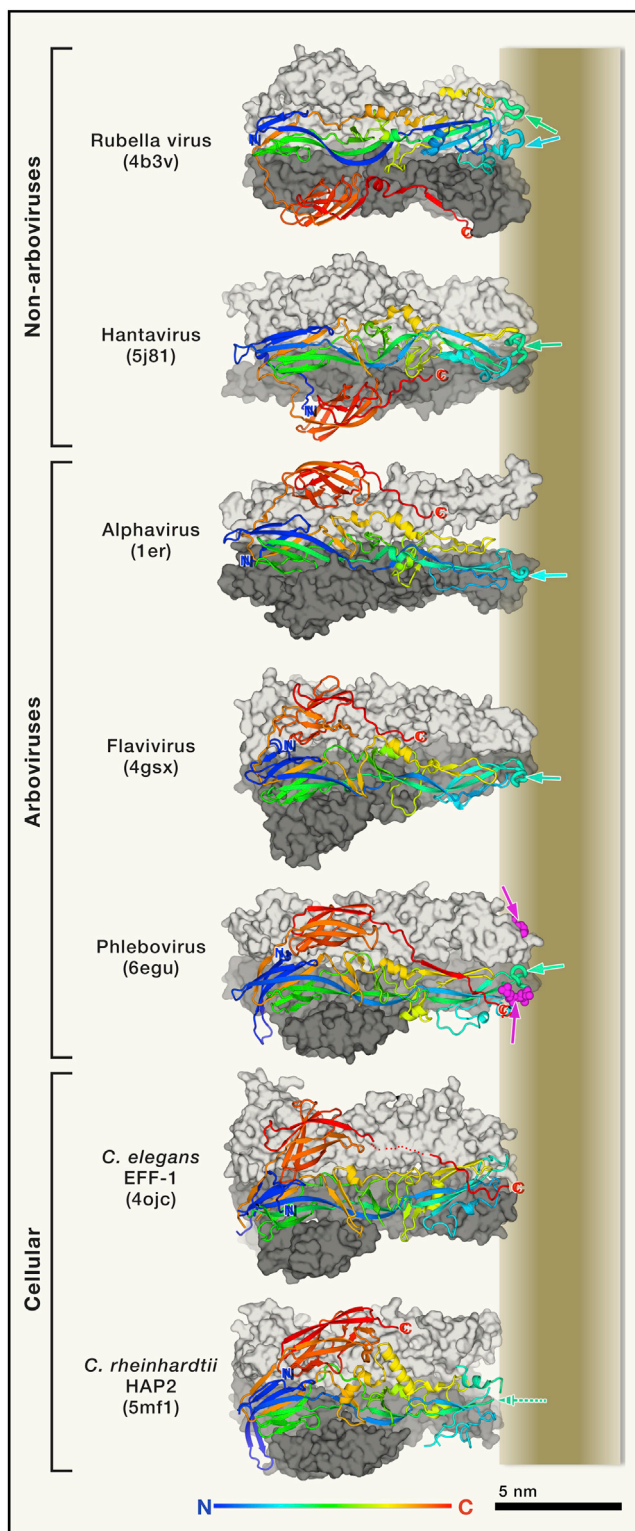 Non-arboviruses
Rubella virus
(4b3v)
N
C
Hantavirus
(5j81)
N
C
Arboviruses
Alphavirus
(1er)
N
C
Flavivirus
(4gsx)
N
C
Phlebovirus
(6egu)
N
C
Cellular
C. elegans
EFF-1
(4ojc)
N
C
C. rheinhardtii
HAP2
(5mf1)
N
C
N C
5 nm